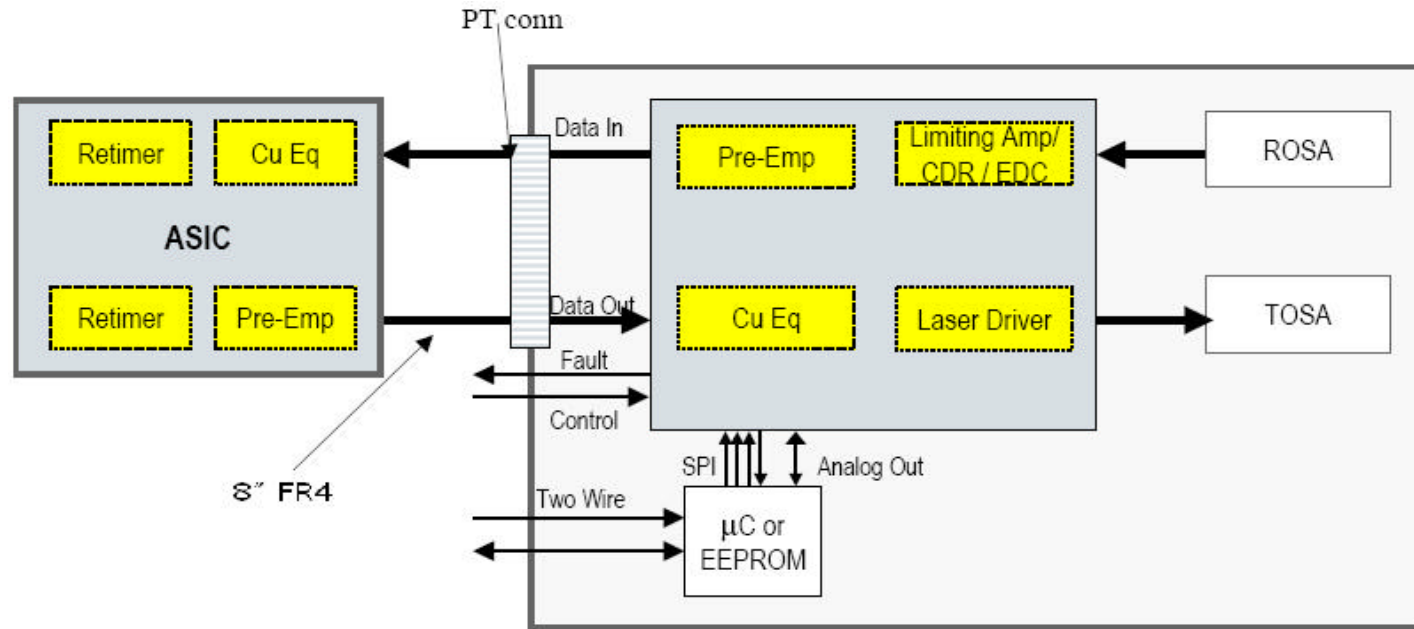 PT conn
Data In
Retimer
Cu Eq
Pre-Emp
Limiting Amp/
CDR / EDC
ROSA
ASIC
Retimer
Pre-Emp
Data Out
Cu Eq
Laser Driver
TOSA
Fault
Control
SPI
Analog Out
8" FR4
Two Wire
μC or
EEPROM